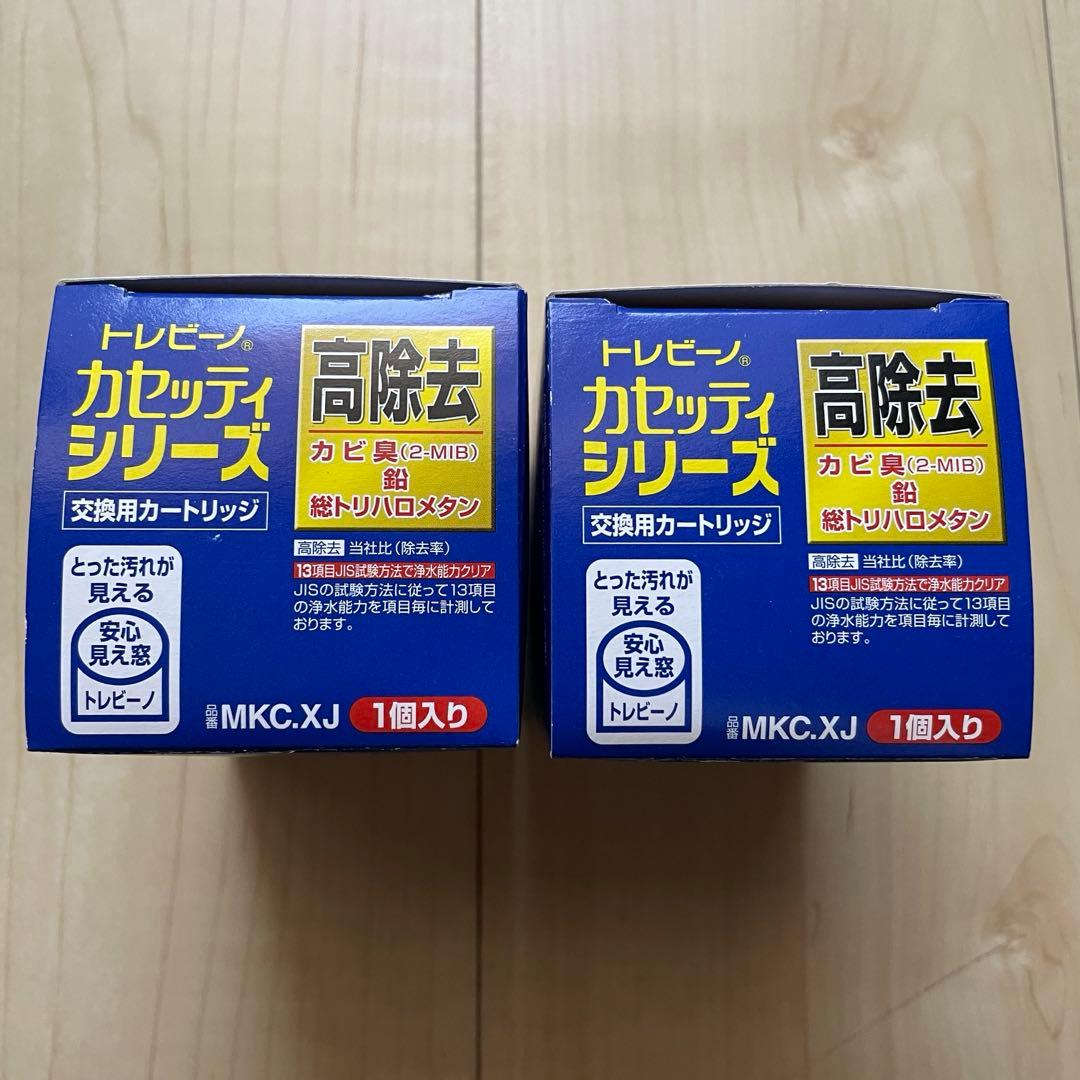 トレビーノ®
カセッティ
シリーズ
交換用カートリッジ
高除去
カビ臭(2-MIB)
鉛
総トリハロメタン
高除去 当社比(除去率)
13項目JIS試験方法で浄水能力クリア
JISの試験方法に従って13項目
の浄水能力を項目毎に計測して
おります。
とった汚れが
見える
安心
見え窓
トレビーノ
品番 MKC.XJ 1個入り
トレビーノ®
カセッティ
シリーズ
交換用カートリッジ
高除去
カビ臭(2-MIB)
鉛
総トリハロメタン
高除去 当社比(除去率)
13項目JIS試験方法で浄水能力クリア
JISの試験方法に従って13項目
の浄水能力を項目毎に計測して
おります。
とった汚れが
見える
安心
見え窓
トレビーノ
品番 MKC.XJ 1個入り